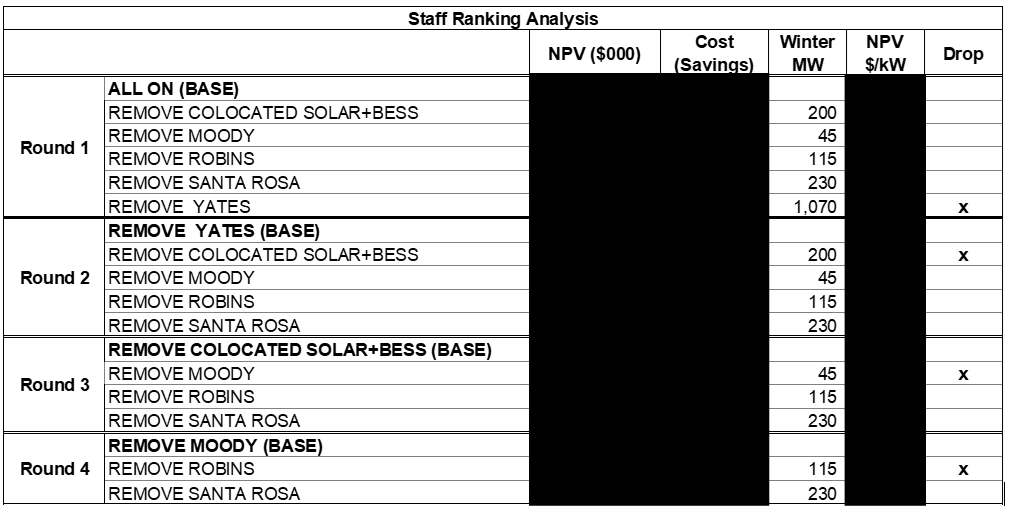 Staff Ranking Analysis
NPV ($000) Cost (Savings) Winter MW NPV $/kW Drop
Round 1
ALL ON (BASE)
REMOVE COLOCATED SOLAR+BESS 200
REMOVE MOODY 45
REMOVE ROBINS 115
REMOVE SANTA ROSA 230
REMOVE YATES 1,070 x
Round 2
REMOVE YATES (BASE)
REMOVE COLOCATED SOLAR+BESS 200 x
REMOVE MOODY 45
REMOVE ROBINS 115
REMOVE SANTA ROSA 230
Round 3
REMOVE COLOCATED SOLAR+BESS (BASE)
REMOVE MOODY 45 x
REMOVE ROBINS 115
REMOVE SANTA ROSA 230
Round 4
REMOVE MOODY (BASE)
REMOVE ROBINS 115 x
REMOVE SANTA ROSA 230